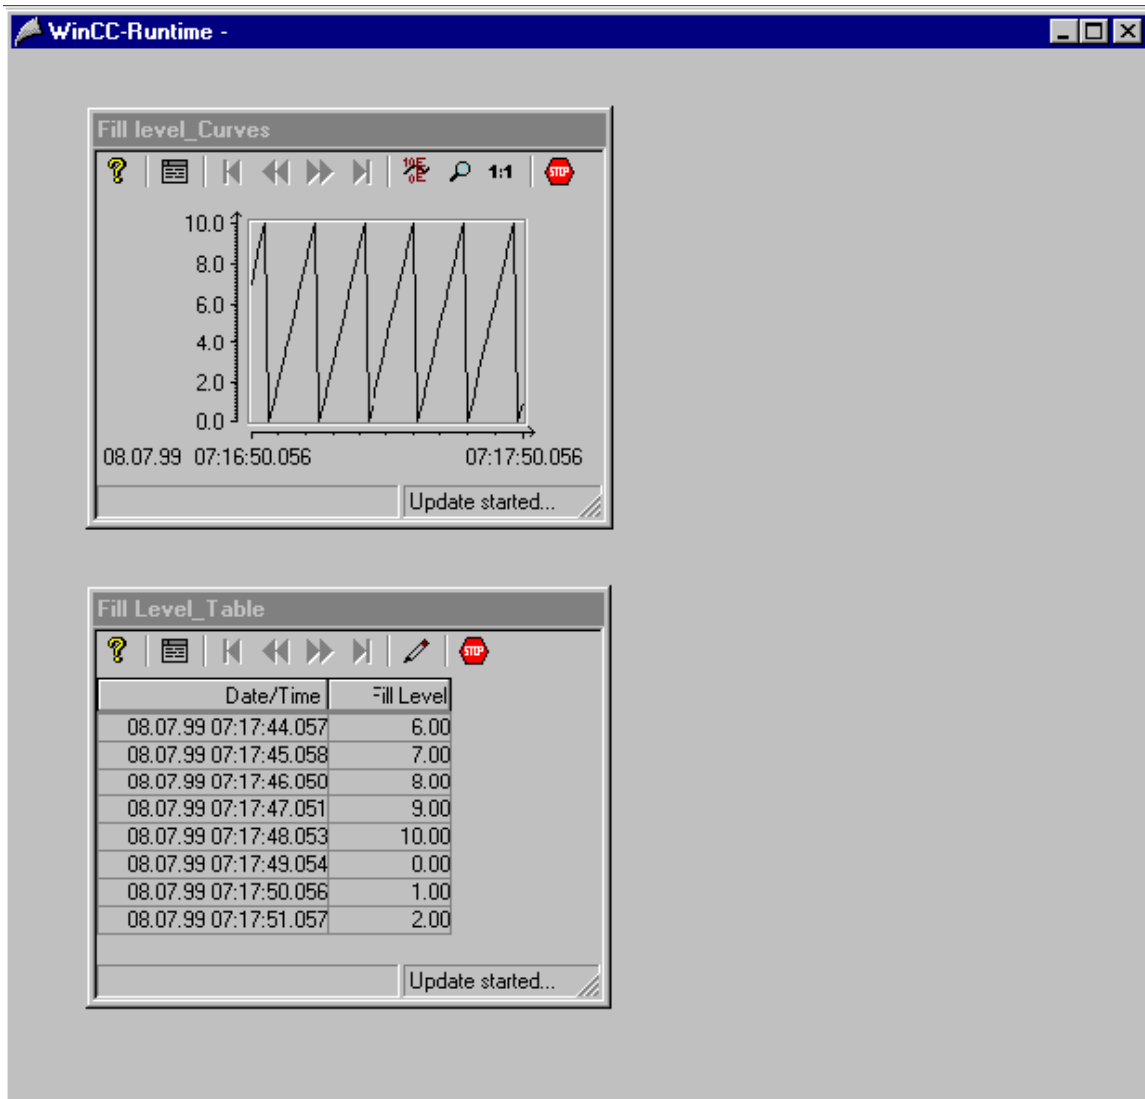 WinCC-Runtime -
Fill level_Curves
1:1 STOP
10.0
8.0
6.0
4.0
2.0
0.0
08.07.99 07:16:50.056 07:17:50.056
Update started...
Fill Level_Table
STOP
Date/Time Fill Level
08.07.99 07:17:44.057 6.00
08.07.99 07:17:45.058 7.00
08.07.99 07:17:46.050 8.00
08.07.99 07:17:47.051 9.00
08.07.99 07:17:48.053 10.00
08.07.99 07:17:49.054 0.00
08.07.99 07:17:50.056 1.00
08.07.99 07:17:51.057 2.00
Update started...